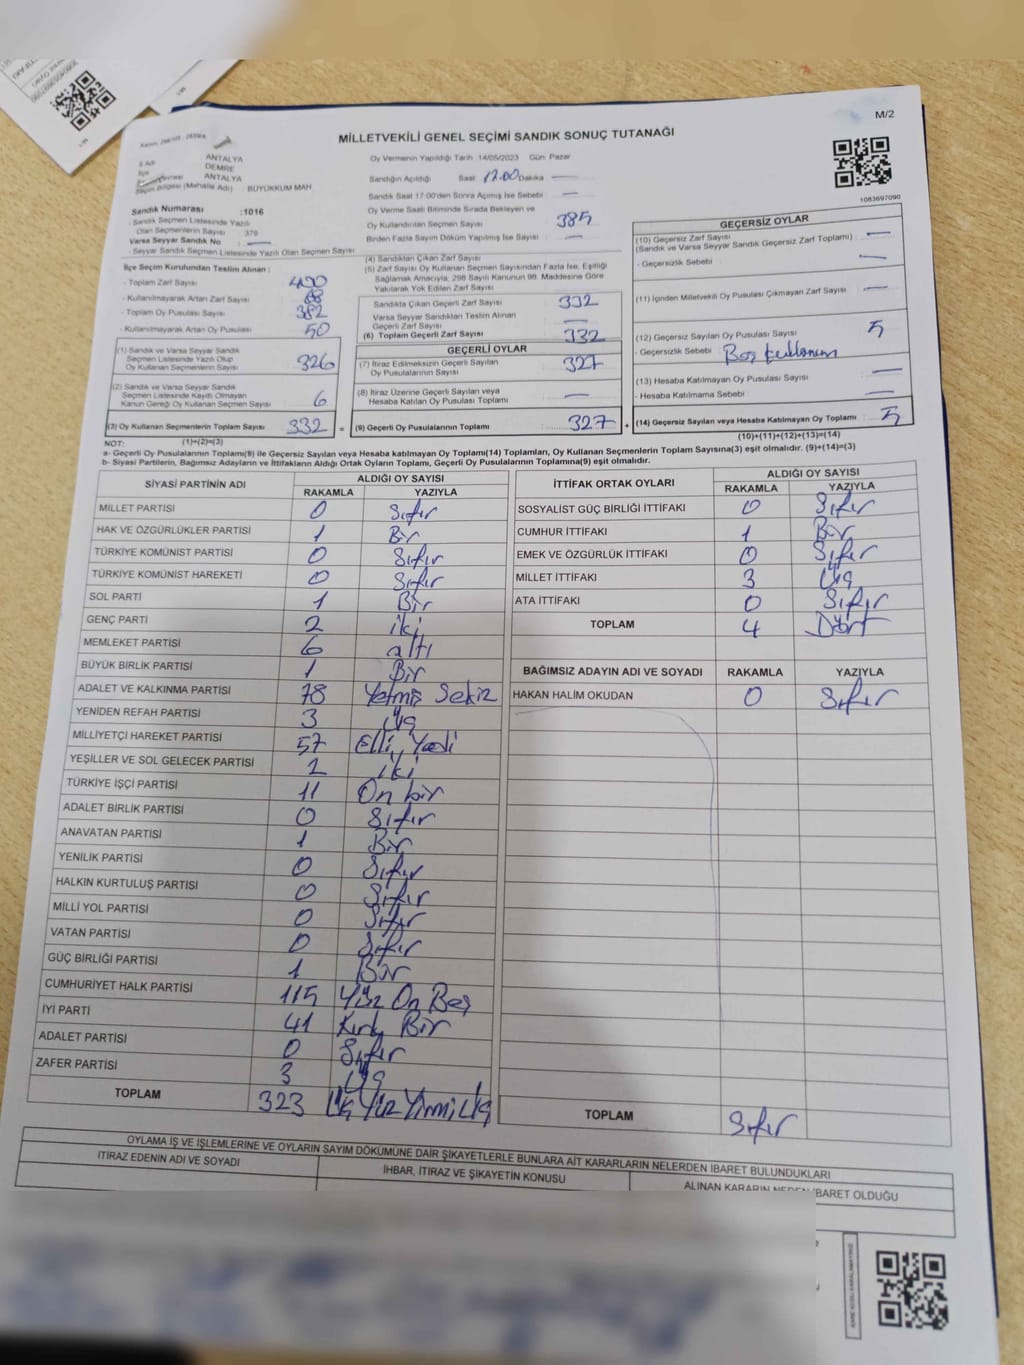 M/2
MİLLETVEKİLİ GENEL SEÇİMİ SANDIK SONUÇ TUTANAĞI
1083697090
ANTALYA
DEMRE
ANTALYA
Seçim Bölgesi (Mahalle Adı) BÜYÜKKUM MAH
Sandık Numarası :1016
- Sandık Seçmen Listesinde Yazılı
Olan Seçmenlerin Sayısı 379
Varsa Seyyar Sandık No —
- Seyyar Sandık Seçmen Listesinde Yazılı Olan Seçmen Sayısı
Oy Vermenin Yapıldığı Tarih 14/05/2023 Gün: Pazar
Sandığın Açıldığı Saat 17.00 Dakika —
Sandık Saat 17:00'den Sonra Açılmış İse Sebebi —
Oy Verme Saati Bitiminde Sırada Bekleyen ve
Oy Kullandırılan Seçmen Sayısı 385
Birden Fazla Sayım Döküm Yapılmış İse Sayısı —
İlçe Seçim Kurulundan Teslim Alınan :
- Toplam Zarf Sayısı 400
- Kullanılmayarak Artan Zarf Sayısı 68
- Toplam Oy Pusulası Sayısı 382
- Kullanılmayarak Artan Oy Pusulası 50
(1) Sandık ve Varsa Seyyar Sandık
Seçmen Listesinde Yazılı Olup
Oy Kullanan Seçmenlerin Sayısı 326
(2) Sandık ve Varsa Seyyar Sandık
Seçmen Listesinde Kayıtlı Olmayan
Kanun Gereği Oy Kullanan Seçmen Sayısı 6
(3) Oy Kullanan Seçmenlerin Toplam Sayısı 332 =
(4) Sandıktan Çıkan Zarf Sayısı
(5) Zarf Sayısı Oy Kullanan Seçmen Sayısından Fazla İse, Eşitliği
Sağlamak Amacıyla, 298 Sayılı Kanunun 98. Maddesine Göre
Yakılarak Yok Edilen Zarf Sayısı
Sandıkta Çıkan Geçerli Zarf Sayısı 332
Varsa Seyyar Sandıktan Teslim Alınan
Geçerli Zarf Sayısı —
(6) Toplam Geçerli Zarf Sayısı 332
GEÇERLİ OYLAR
(7) İtiraz Edilmeksizin Geçerli Sayılan
Oy Pusulalarının Sayısı 327
(8) İtiraz Üzerine Geçerli Sayılan veya
Hesaba Katılan Oy Pusulası Toplamı —
(9) Geçerli Oy Pusulalarının Toplamı 327 +
GEÇERSİZ OYLAR
(10) Geçersiz Zarf Sayısı —
(Sandık ve Varsa Seyyar Sandık Geçersiz Zarf Toplamı)
- Geçersizlik Sebebi —
(11) İçinden Milletvekili Oy Pusulası Çıkmayan Zarf Sayısı —
(12) Geçersiz Sayılan Oy Pusulası Sayısı 5
- Geçersizlik Sebebi Boş kullanım
(13) Hesaba Katılmayan Oy Pusulası Sayısı —
- Hesaba Katılmama Sebebi —
(14) Geçersiz Sayılan veya Hesaba Katılmayan Oy Toplamı 5
NOT: (1)+(2)=(3) (10)+(11)+(12)+(13)=(14)
a- Geçerli Oy Pusulalarının Toplamı(9) ile Geçersiz Sayılan veya Hesaba katılmayan Oy Pusulası Toplamı(14) Toplamları, Oy Kullanan Seçmenlerin Toplam Sayısına(3) eşit olmalıdır. (9)+(14)=(3)
b- Siyasi Partilerin, Bağımsız Adayların ve İttifakların Aldığı Ortak Oyların Toplamı, Geçerli Oy Pusulalarının Toplamına(9) eşit olmalıdır.
SİYASİ PARTİNİN ADI ALDIĞI OY SAYISI
RAKAMLA YAZIYLA
MİLLET PARTİSİ 0 Sıfır
HAK VE ÖZGÜRLÜKLER PARTİSİ 1 Bir
TÜRKİYE KOMÜNİST PARTİSİ 0 Sıfır
TÜRKİYE KOMÜNİST HAREKETİ 0 Sıfır
SOL PARTİ 1 Bir
GENÇ PARTİ 2 iki
MEMLEKET PARTİSİ 6 altı
BÜYÜK BİRLİK PARTİSİ 1 Bir
ADALET VE KALKINMA PARTİSİ 78 Yetmiş Sekiz
YENİDEN REFAH PARTİSİ 3 Üç
MİLLİYETÇİ HAREKET PARTİSİ 57 Elli Yedi
YEŞİLLER VE SOL GELECEK PARTİSİ 2 iki
TÜRKİYE İŞÇİ PARTİSİ 11 On bir
ADALET BİRLİK PARTİSİ 0 Sıfır
ANAVATAN PARTİSİ 1 Bir
YENİLİK PARTİSİ 0 Sıfır
HALKIN KURTULUŞ PARTİSİ 0 Sıfır
MİLLİ YOL PARTİSİ 0 Sıfır
VATAN PARTİSİ 0 Sıfır
GÜÇ BİRLİĞİ PARTİSİ 1 Bir
CUMHURİYET HALK PARTİSİ 115 Yüz On Beş
İYİ PARTİ 41 Kırk Bir
ADALET PARTİSİ 0 Sıfır
ZAFER PARTİSİ 3 Üç
TOPLAM 323 Üç Yüz Yirmi Üç
İTTİFAK ORTAK OYLARI ALDIĞI OY SAYISI
RAKAMLA YAZIYLA
SOSYALİST GÜÇ BİRLİĞİ İTTİFAKI 0 Sıfır
CUMHUR İTTİFAKI 1 Bir
EMEK VE ÖZGÜRLÜK İTTİFAKI 0 Sıfır
MİLLET İTTİFAKI 3 Üç
ATA İTTİFAKI 0 Sıfır
TOPLAM 4 Dört
BAĞIMSIZ ADAYIN ADI VE SOYADI RAKAMLA YAZIYLA
HAKAN HALİM OKUDAN 0 Sıfır
TOPLAM Sıfır
OYLAMA İŞ VE İŞLEMLERİNE VE OYLARIN SAYIM DÖKÜMÜNE DAİR ŞİKAYETLERLE BUNLARA AİT KARARLARIN NELERDEN İBARET BULUNDUKLARI
İTİRAZ EDENİN ADI VE SOYADI
İHBAR, İTİRAZ VE ŞİKAYETİN KONUSU
ALINAN KARARIN NEDEN İBARET OLDUĞU